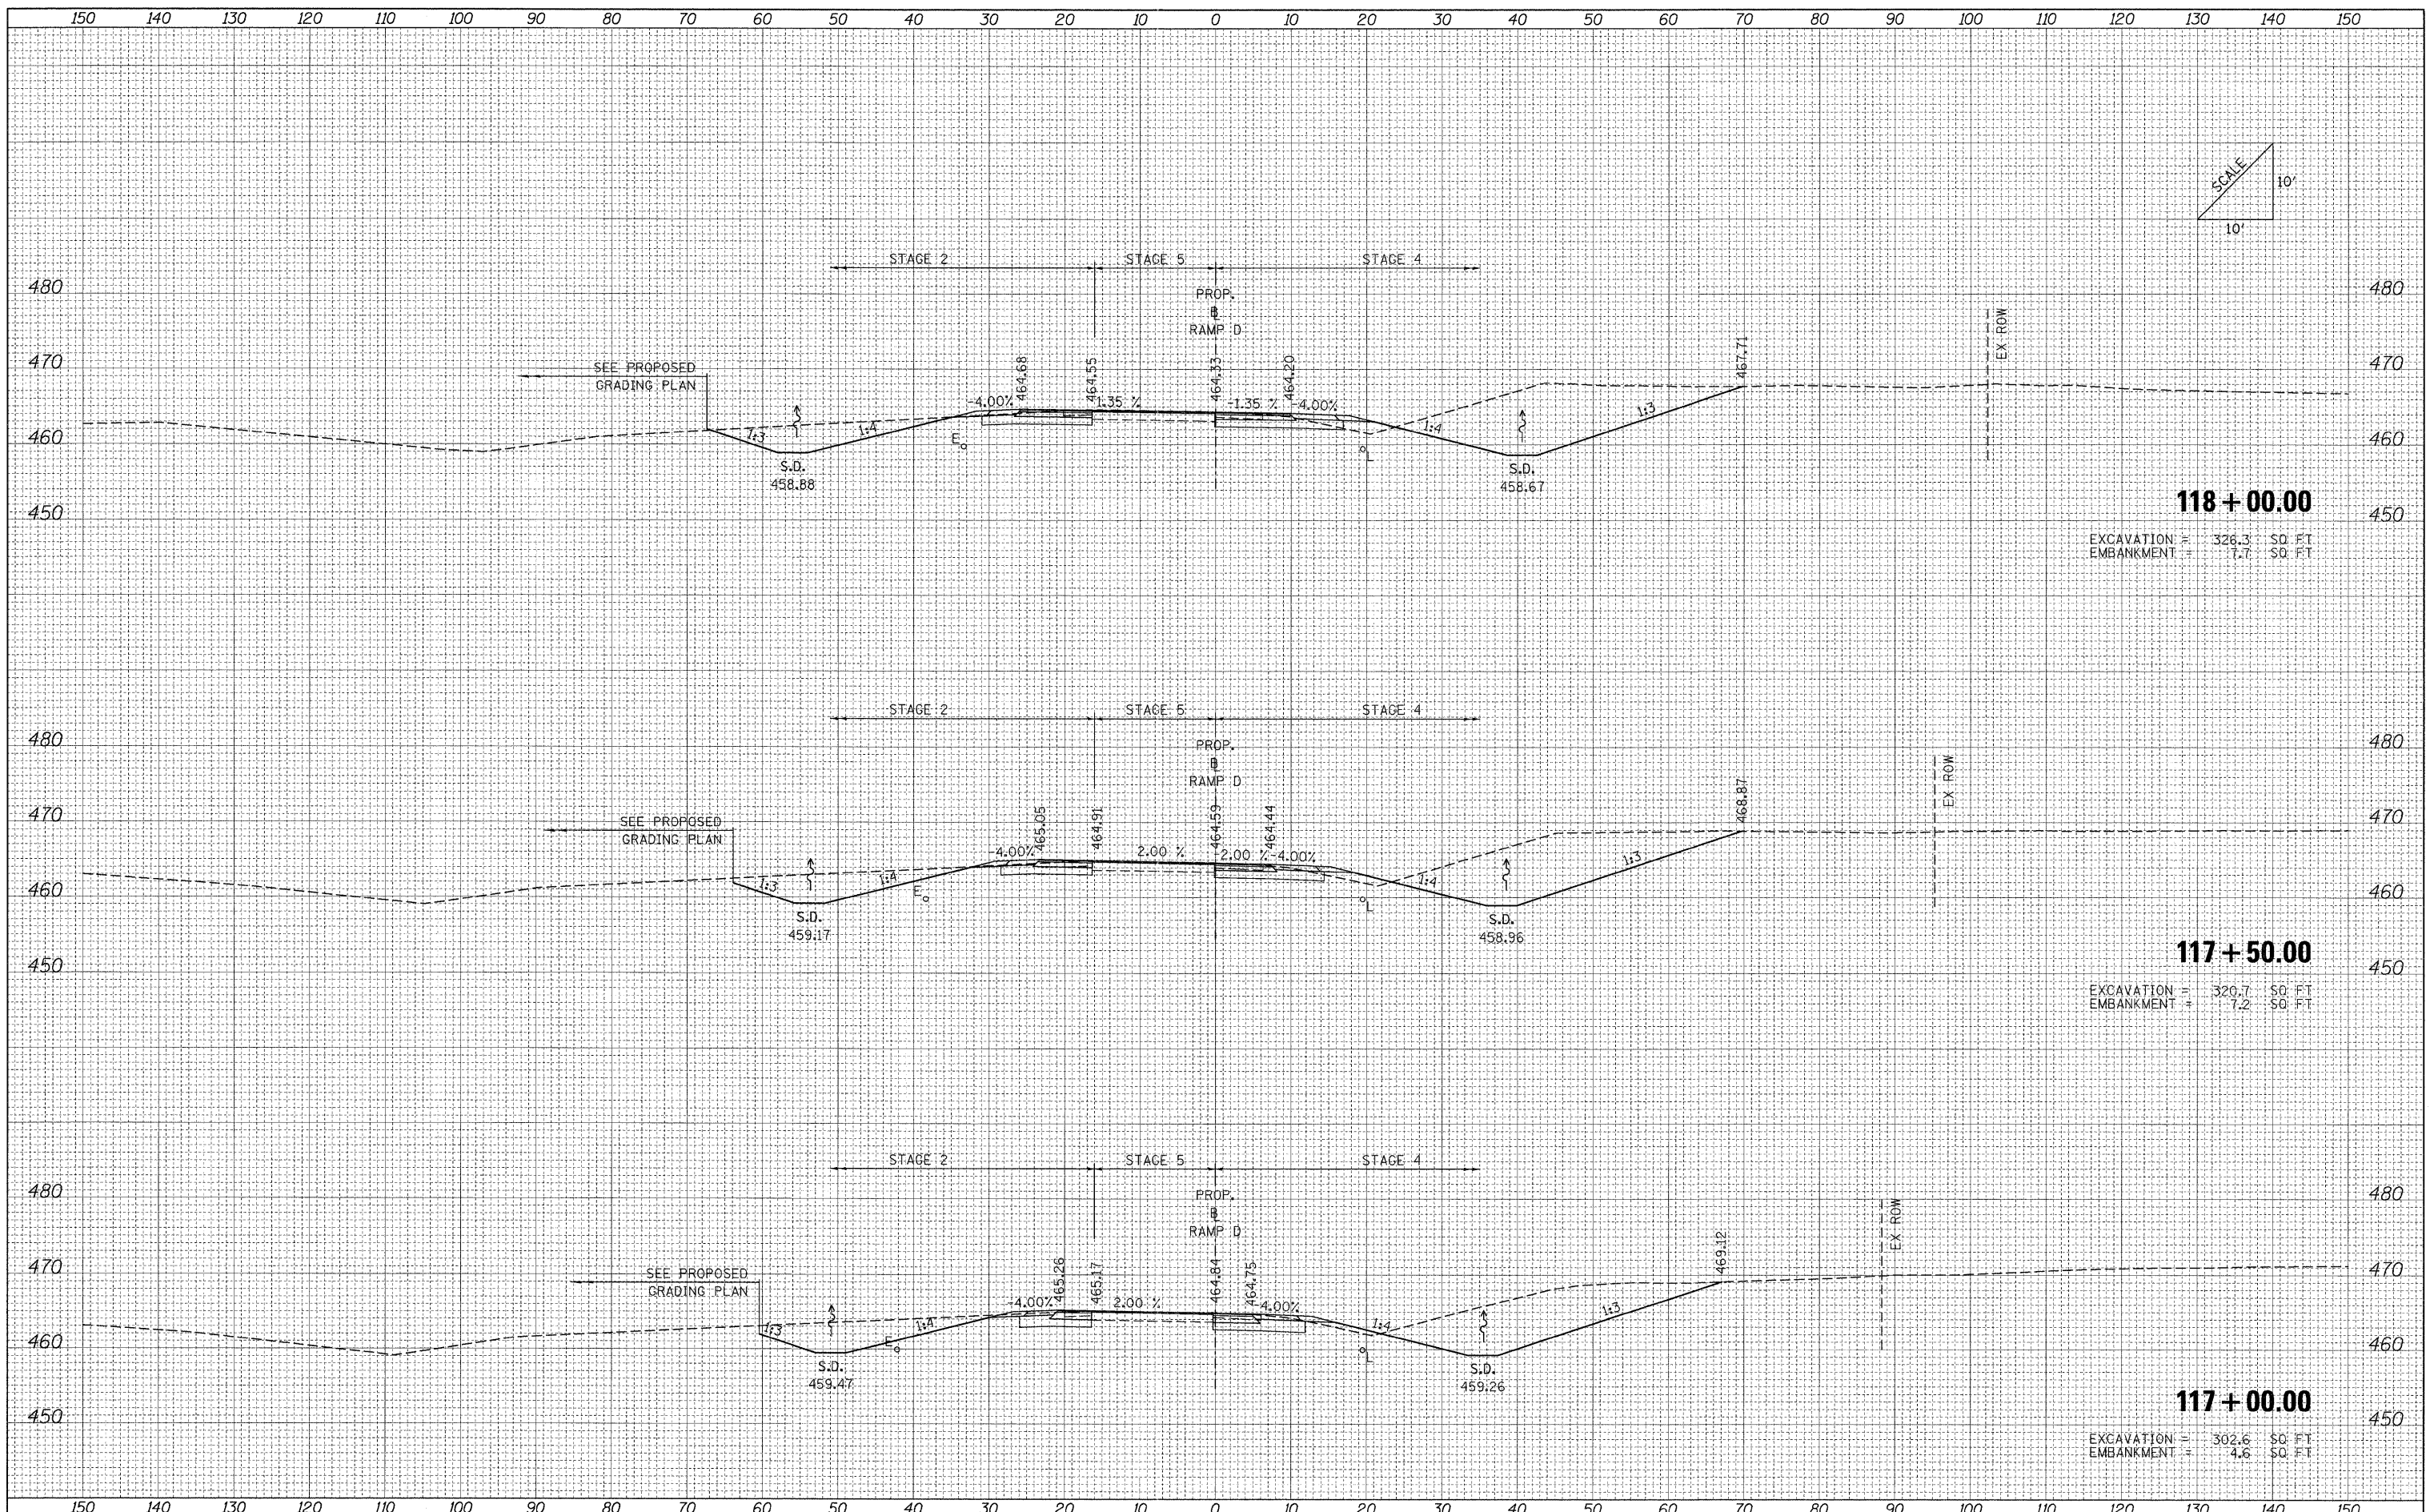 150 140 130 120 110 100 90 80 70 60 50 40 30 20 10 0 10 20 30 40 50 60 70 80 90 100 110 120 130 140 150
SCALE
10'
10'
STAGE 2 STAGE 5 STAGE 4
480 480
PROP.
BL
RAMP D
EX ROW
470 470
SEE PROPOSED
GRADING PLAN
464.68 464.55 464.33 464.20 467.71
-4.00% 1.35 % -1.35 % -4.00%
1:3 1:4 1:4 1:3
460 460
E L
S.D.
458.88
S.D.
458.67
118+00.00
450 450
EXCAVATION = 326.3 SQ FT
EMBANKMENT = 7.7 SQ FT
STAGE 2 STAGE 5 STAGE 4
480 480
PROP.
BL
RAMP D
EX ROW
470 470
SEE PROPOSED
GRADING PLAN
465.05 464.91 464.59 464.44 468.87
-4.00% 2.00 % -2.00 % -4.00%
1:3 1:4 1:4 1:3
460 460
E L
S.D.
459.17
S.D.
458.96
117+50.00
450 450
EXCAVATION = 320.7 SQ FT
EMBANKMENT = 7.2 SQ FT
STAGE 2 STAGE 5 STAGE 4
480 480
PROP.
BL
RAMP D
EX ROW
470 470
SEE PROPOSED
GRADING PLAN
465.26 465.17 464.84 464.75 469.12
-4.00% 2.00 % -4.00%
1:3 1:4 1:4 1:3
460 460
E L
S.D.
459.47
S.D.
459.26
117+00.00
450 450
EXCAVATION = 302.6 SQ FT
EMBANKMENT = 4.6 SQ FT
150 140 130 120 110 100 90 80 70 60 50 40 30 20 10 0 10 20 30 40 50 60 70 80 90 100 110 120 130 140 150